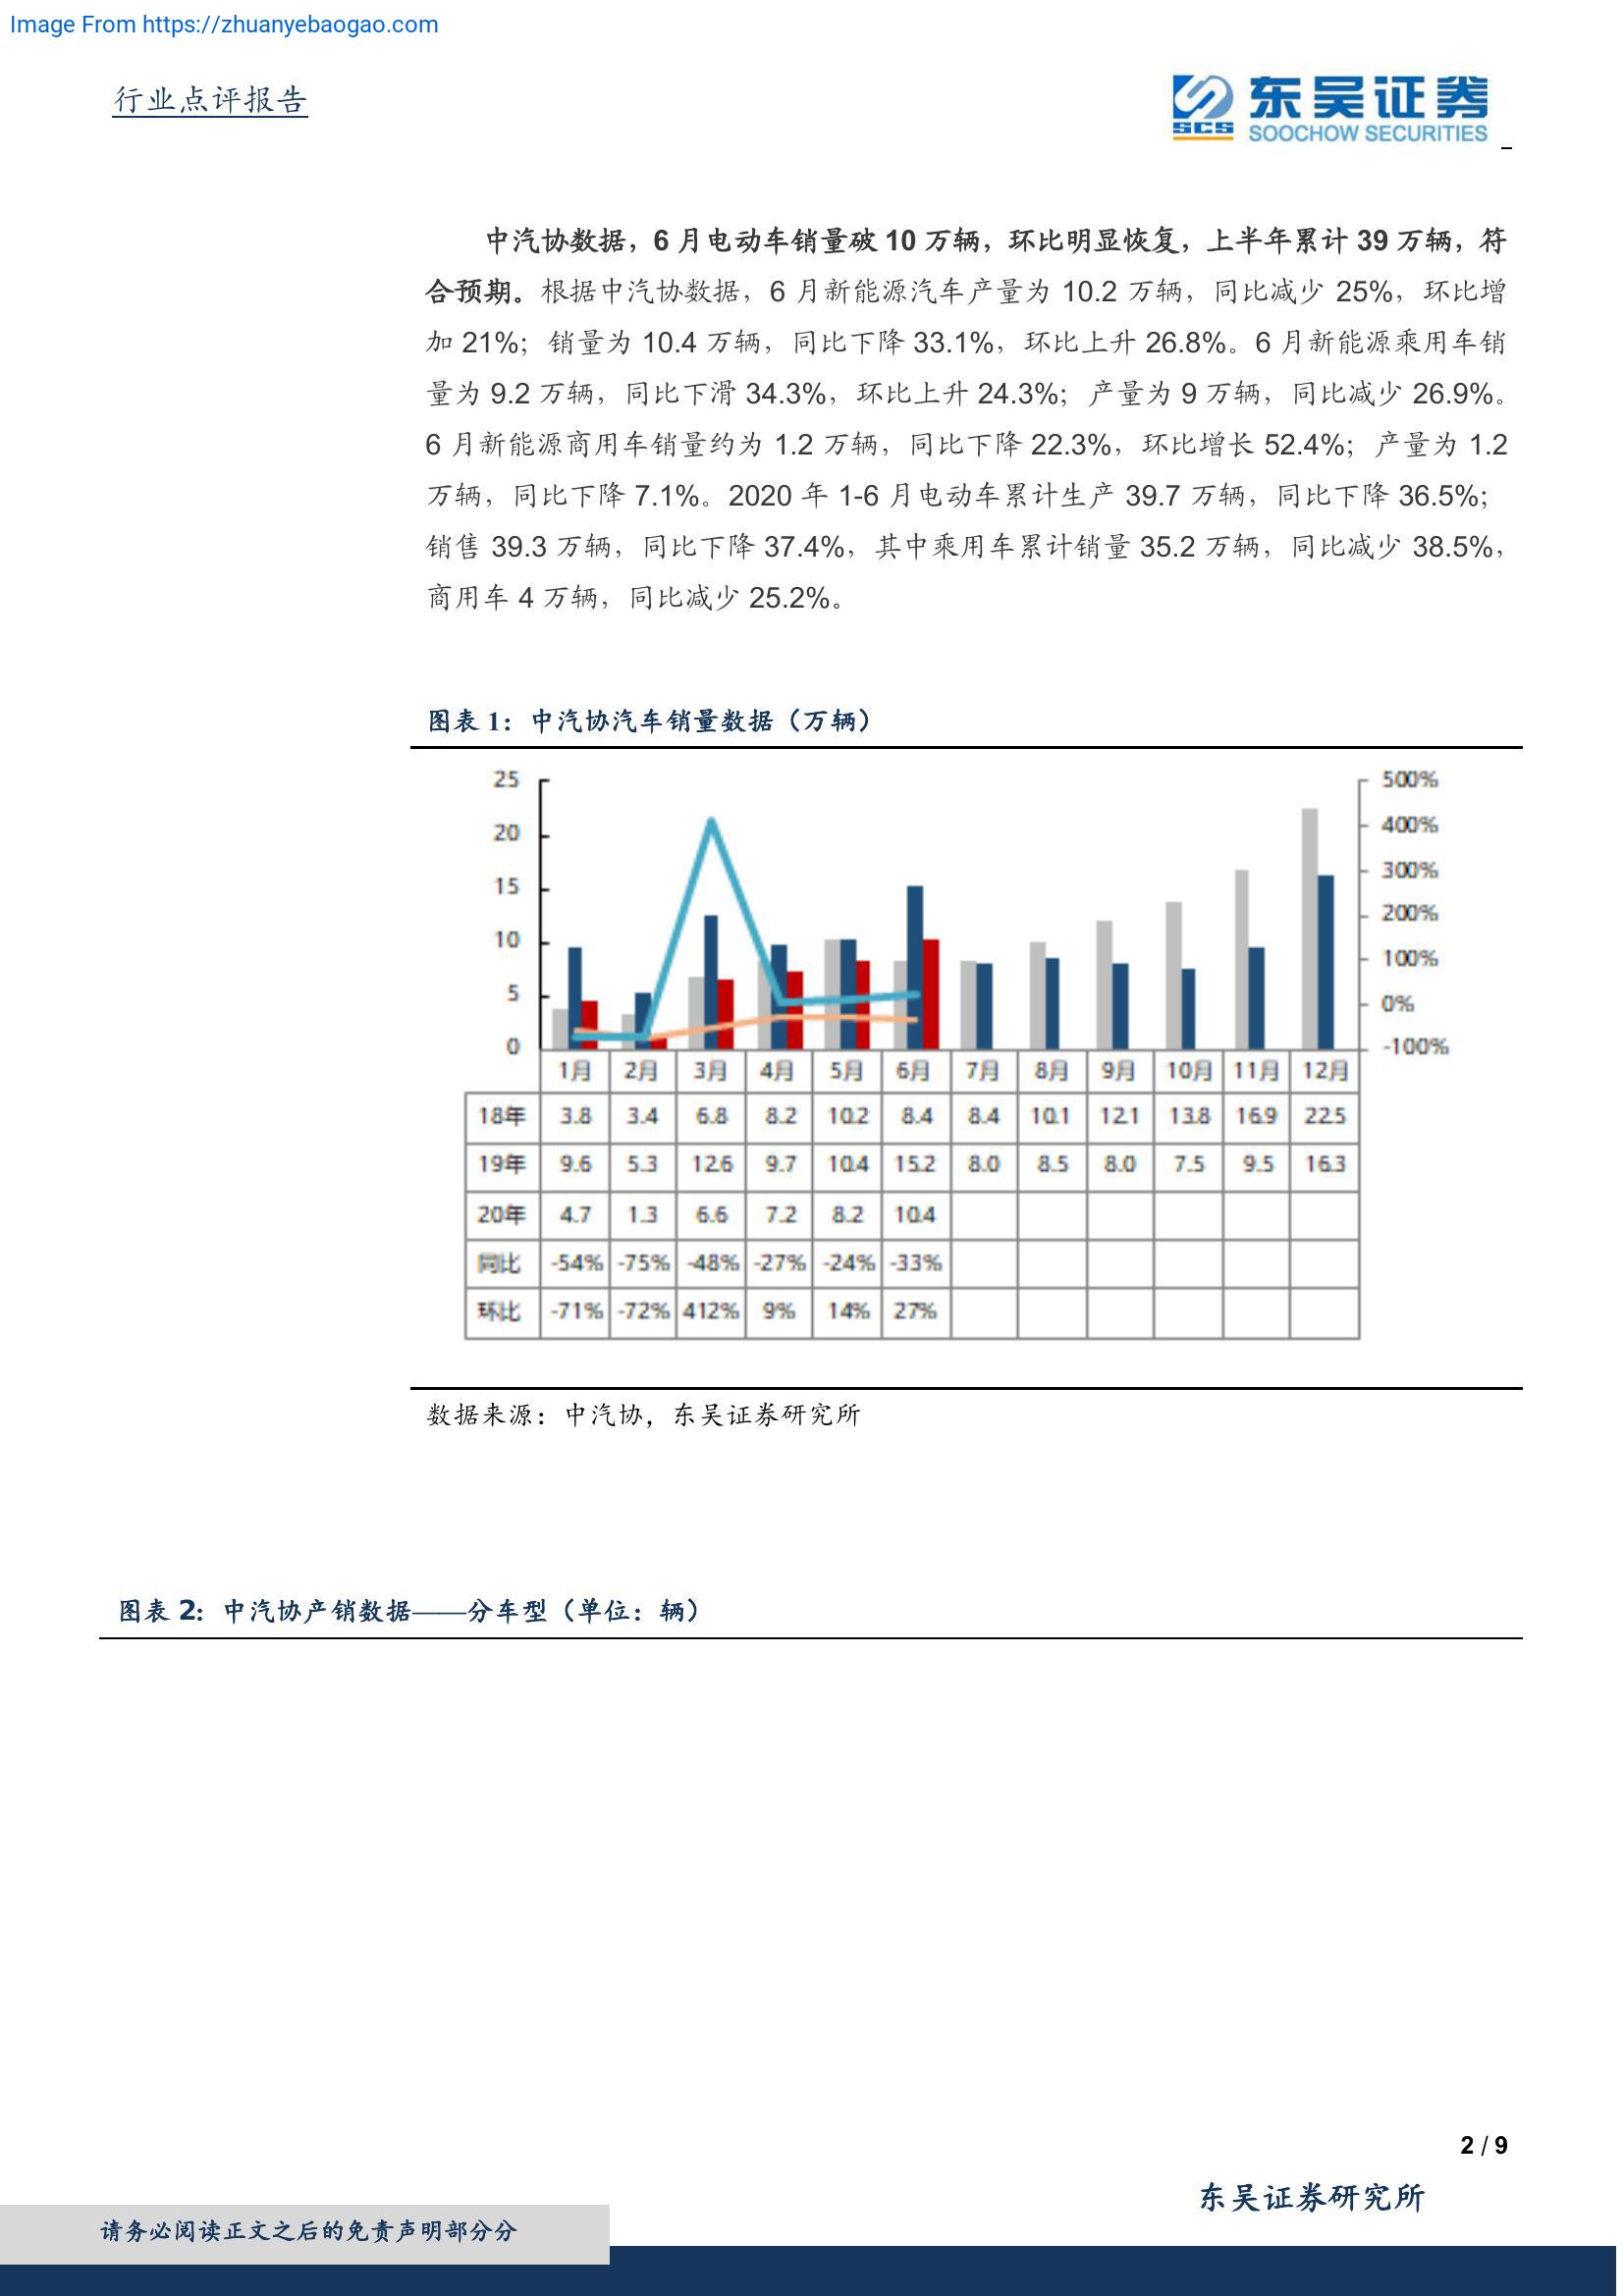 Image From https://zhuanyebaogao.com
行业点评报告
SCS
东吴证券
SOOCHOW SECURITIES
中汽协数据，6 月电动车销量破 10 万辆，环比明显恢复，上半年累计 39 万辆，符
合预期。根据中汽协数据，6 月新能源汽车产量为 10.2 万辆，同比减少 25%，环比增
加 21%；销量为 10.4 万辆，同比下降 33.1%，环比上升 26.8%。6 月新能源乘用车销
量为 9.2 万辆，同比下滑 34.3%，环比上升 24.3%；产量为 9 万辆，同比减少 26.9%。
6 月新能源商用车销量约为 1.2 万辆，同比下降 22.3%，环比增长 52.4%；产量为 1.2
万辆，同比下降 7.1%。2020 年 1-6 月电动车累计生产 39.7 万辆，同比下降 36.5%；
销售 39.3 万辆，同比下降 37.4%，其中乘用车累计销量 35.2 万辆，同比减少 38.5%，
商用车 4 万辆，同比减少 25.2%。
图表 1：中汽协汽车销量数据（万辆）
25 500%
20 400%
15 300%
200%
10 100%
5 0%
0 -100%
1月 2月 3月 4月 5月 6月 7月 8月 9月 10月 11月 12月
18年 3.8 3.4 6.8 8.2 10.2 8.4 8.4 10.1 12.1 13.8 16.9 22.5
19年 9.6 5.3 12.6 9.7 10.4 15.2 8.0 8.5 8.0 7.5 9.5 16.3
20年 4.7 1.3 6.6 7.2 8.2 10.4
同比 -54% -75% -48% -27% -24% -33%
环比 -71% -72% 412% 9% 14% 27%
数据来源：中汽协，东吴证券研究所
图表 2：中汽协产销数据——分车型（单位：辆）
2 / 9
东吴证券研究所
请务必阅读正文之后的免责声明部分分